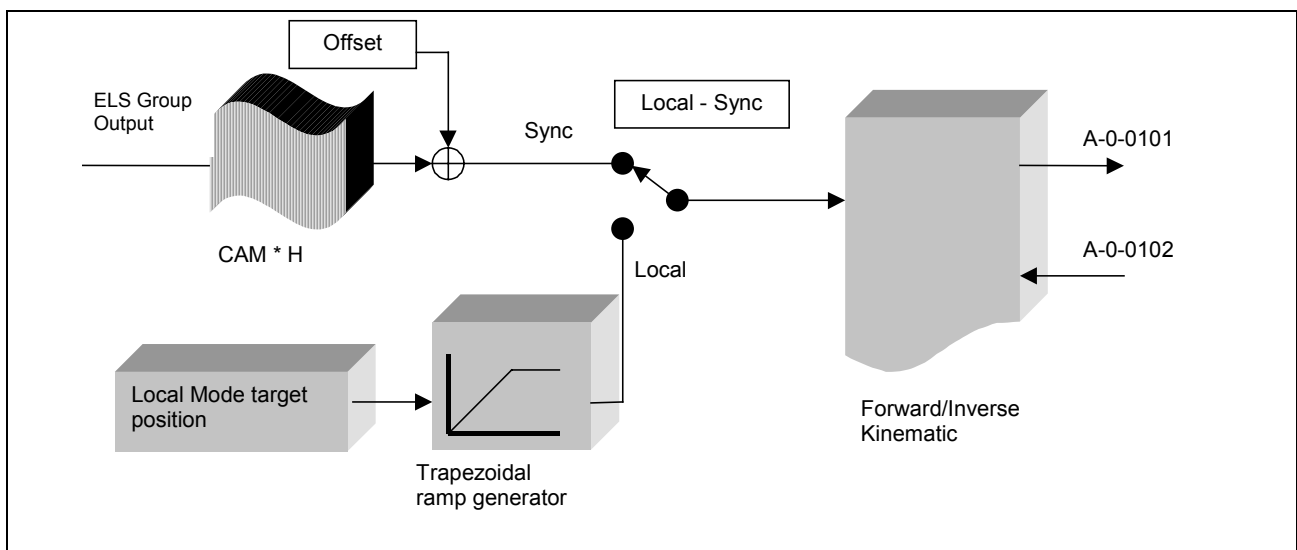 Offset
ELS Group
Output
Local - Sync
Sync
A-0-0101
CAM * H
A-0-0102
Local
Local Mode target
position
Forward/Inverse
Kinematic
Trapezoidal
ramp generator